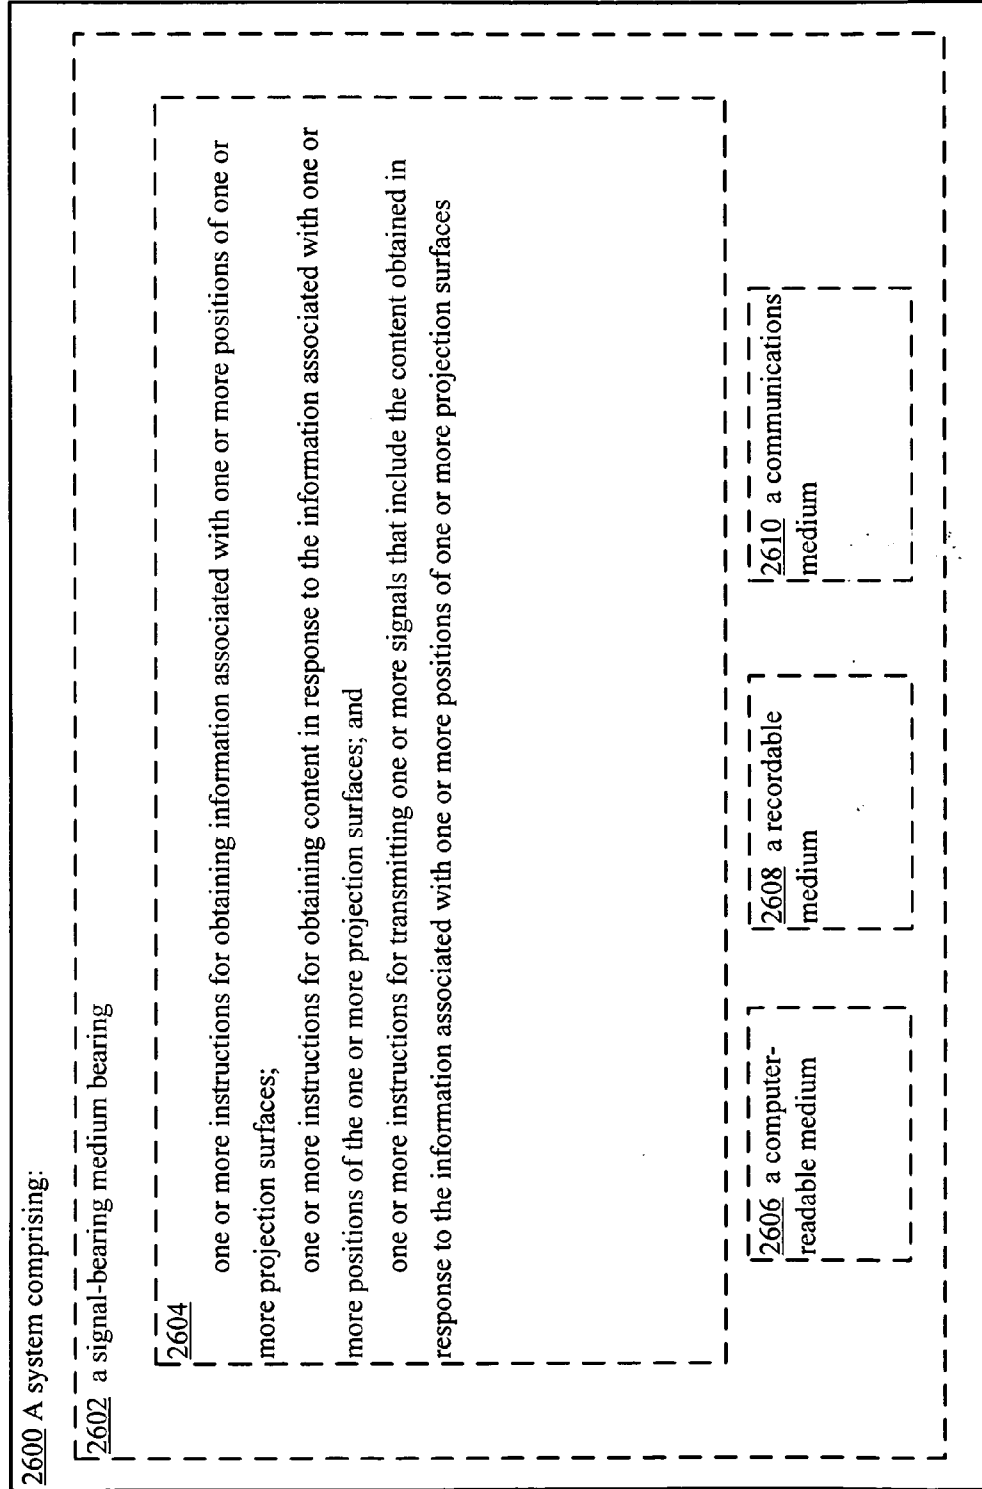 2600 A system comprising:
2602 a signal-bearing medium bearing
2604
one or more instructions for obtaining information associated with one or more positions of one or
more projection surfaces;
one or more instructions for obtaining content in response to the information associated with one or
more positions of the one or more projection surfaces; and
one or more instructions for transmitting one or more signals that include the content obtained in
response to the information associated with one or more positions of one or more projection surfaces
2606 a computer-
readable medium
2608 a recordable
medium
2610 a communications
medium